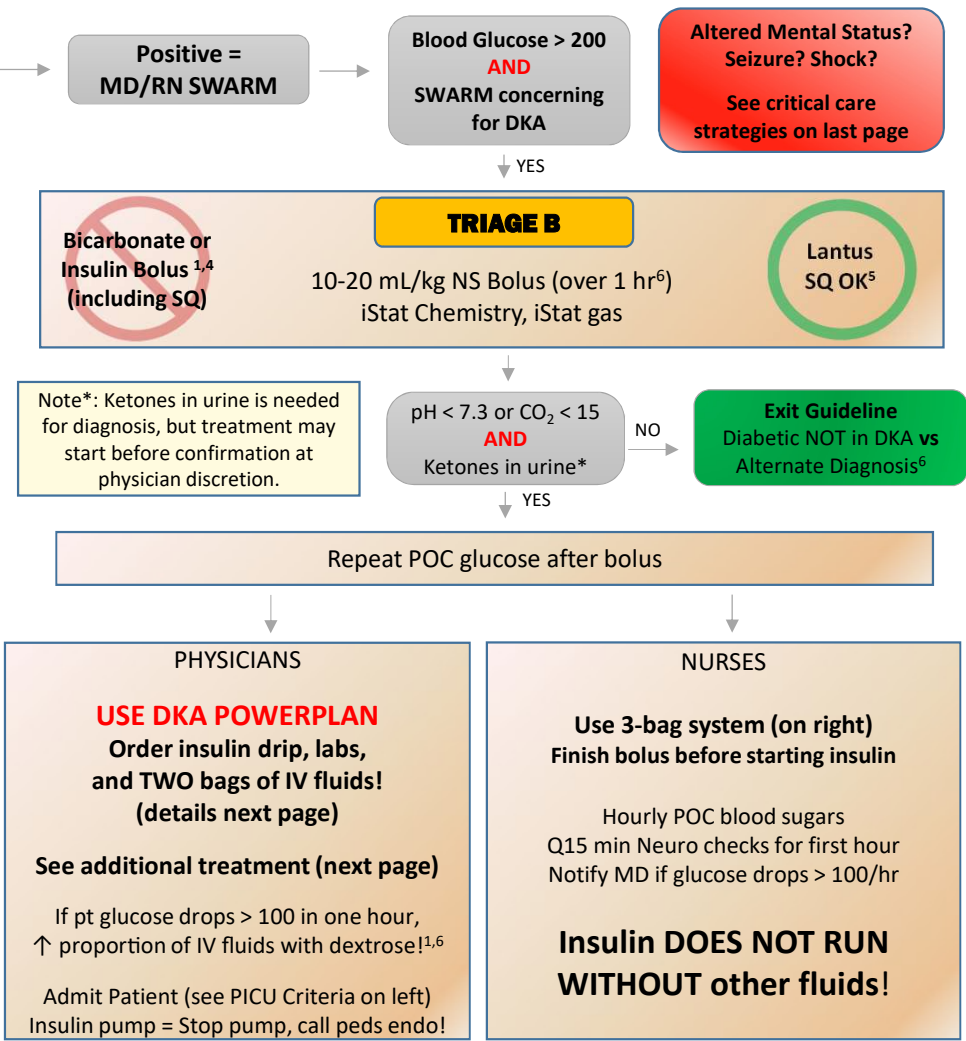 Positive =
MD/RN SWARM
Blood Glucose > 200
AND
SWARM concerning
for DKA
Altered Mental Status?
Seizure? Shock?
See critical care
strategies on last page
YES
Bicarbonate or
Insulin Bolus 1,4
(including SQ)
TRIAGE B
10-20 mL/kg NS Bolus (over 1 hr6)
iStat Chemistry, iStat gas
Lantus
SQ OK5
Note*: Ketones in urine is needed
for diagnosis, but treatment may
start before confirmation at
physician discretion.
pH < 7.3 or CO2 < 15
AND
Ketones in urine*
NO
Exit Guideline
Diabetic NOT in DKA vs
Alternate Diagnosis6
YES
Repeat POC glucose after bolus
PHYSICIANS
USE DKA POWERPLAN
Order insulin drip, labs,
and TWO bags of IV fluids!
(details next page)
See additional treatment (next page)
If pt glucose drops > 100 in one hour,
↑ proportion of IV fluids with dextrose!1,6
Admit Patient (see PICU Criteria on left)
Insulin pump = Stop pump, call peds endo!
NURSES
Use 3-bag system (on right)
Finish bolus before starting insulin
Hourly POC blood sugars
Q15 min Neuro checks for first hour
Notify MD if glucose drops > 100/hr
Insulin DOES NOT RUN
WITHOUT other fluids!